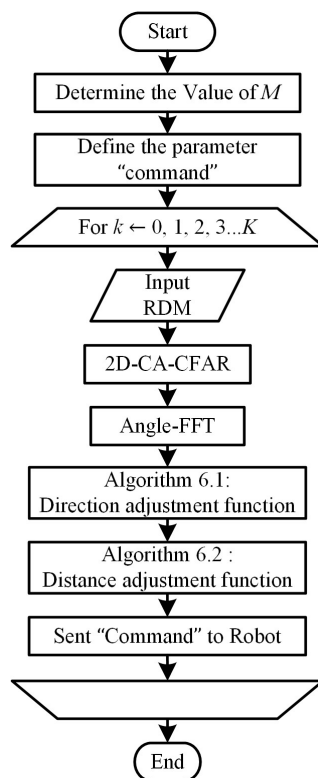 Start
Determine the Value of M
Define the parameter
“command”
For k ← 0, 1, 2, 3...K
Input
RDM
2D-CA-CFAR
Angle-FFT
Algorithm 6.1:
Direction adjustment function
Algorithm 6.2 :
Distance adjustment function
Sent “Command” to Robot
End